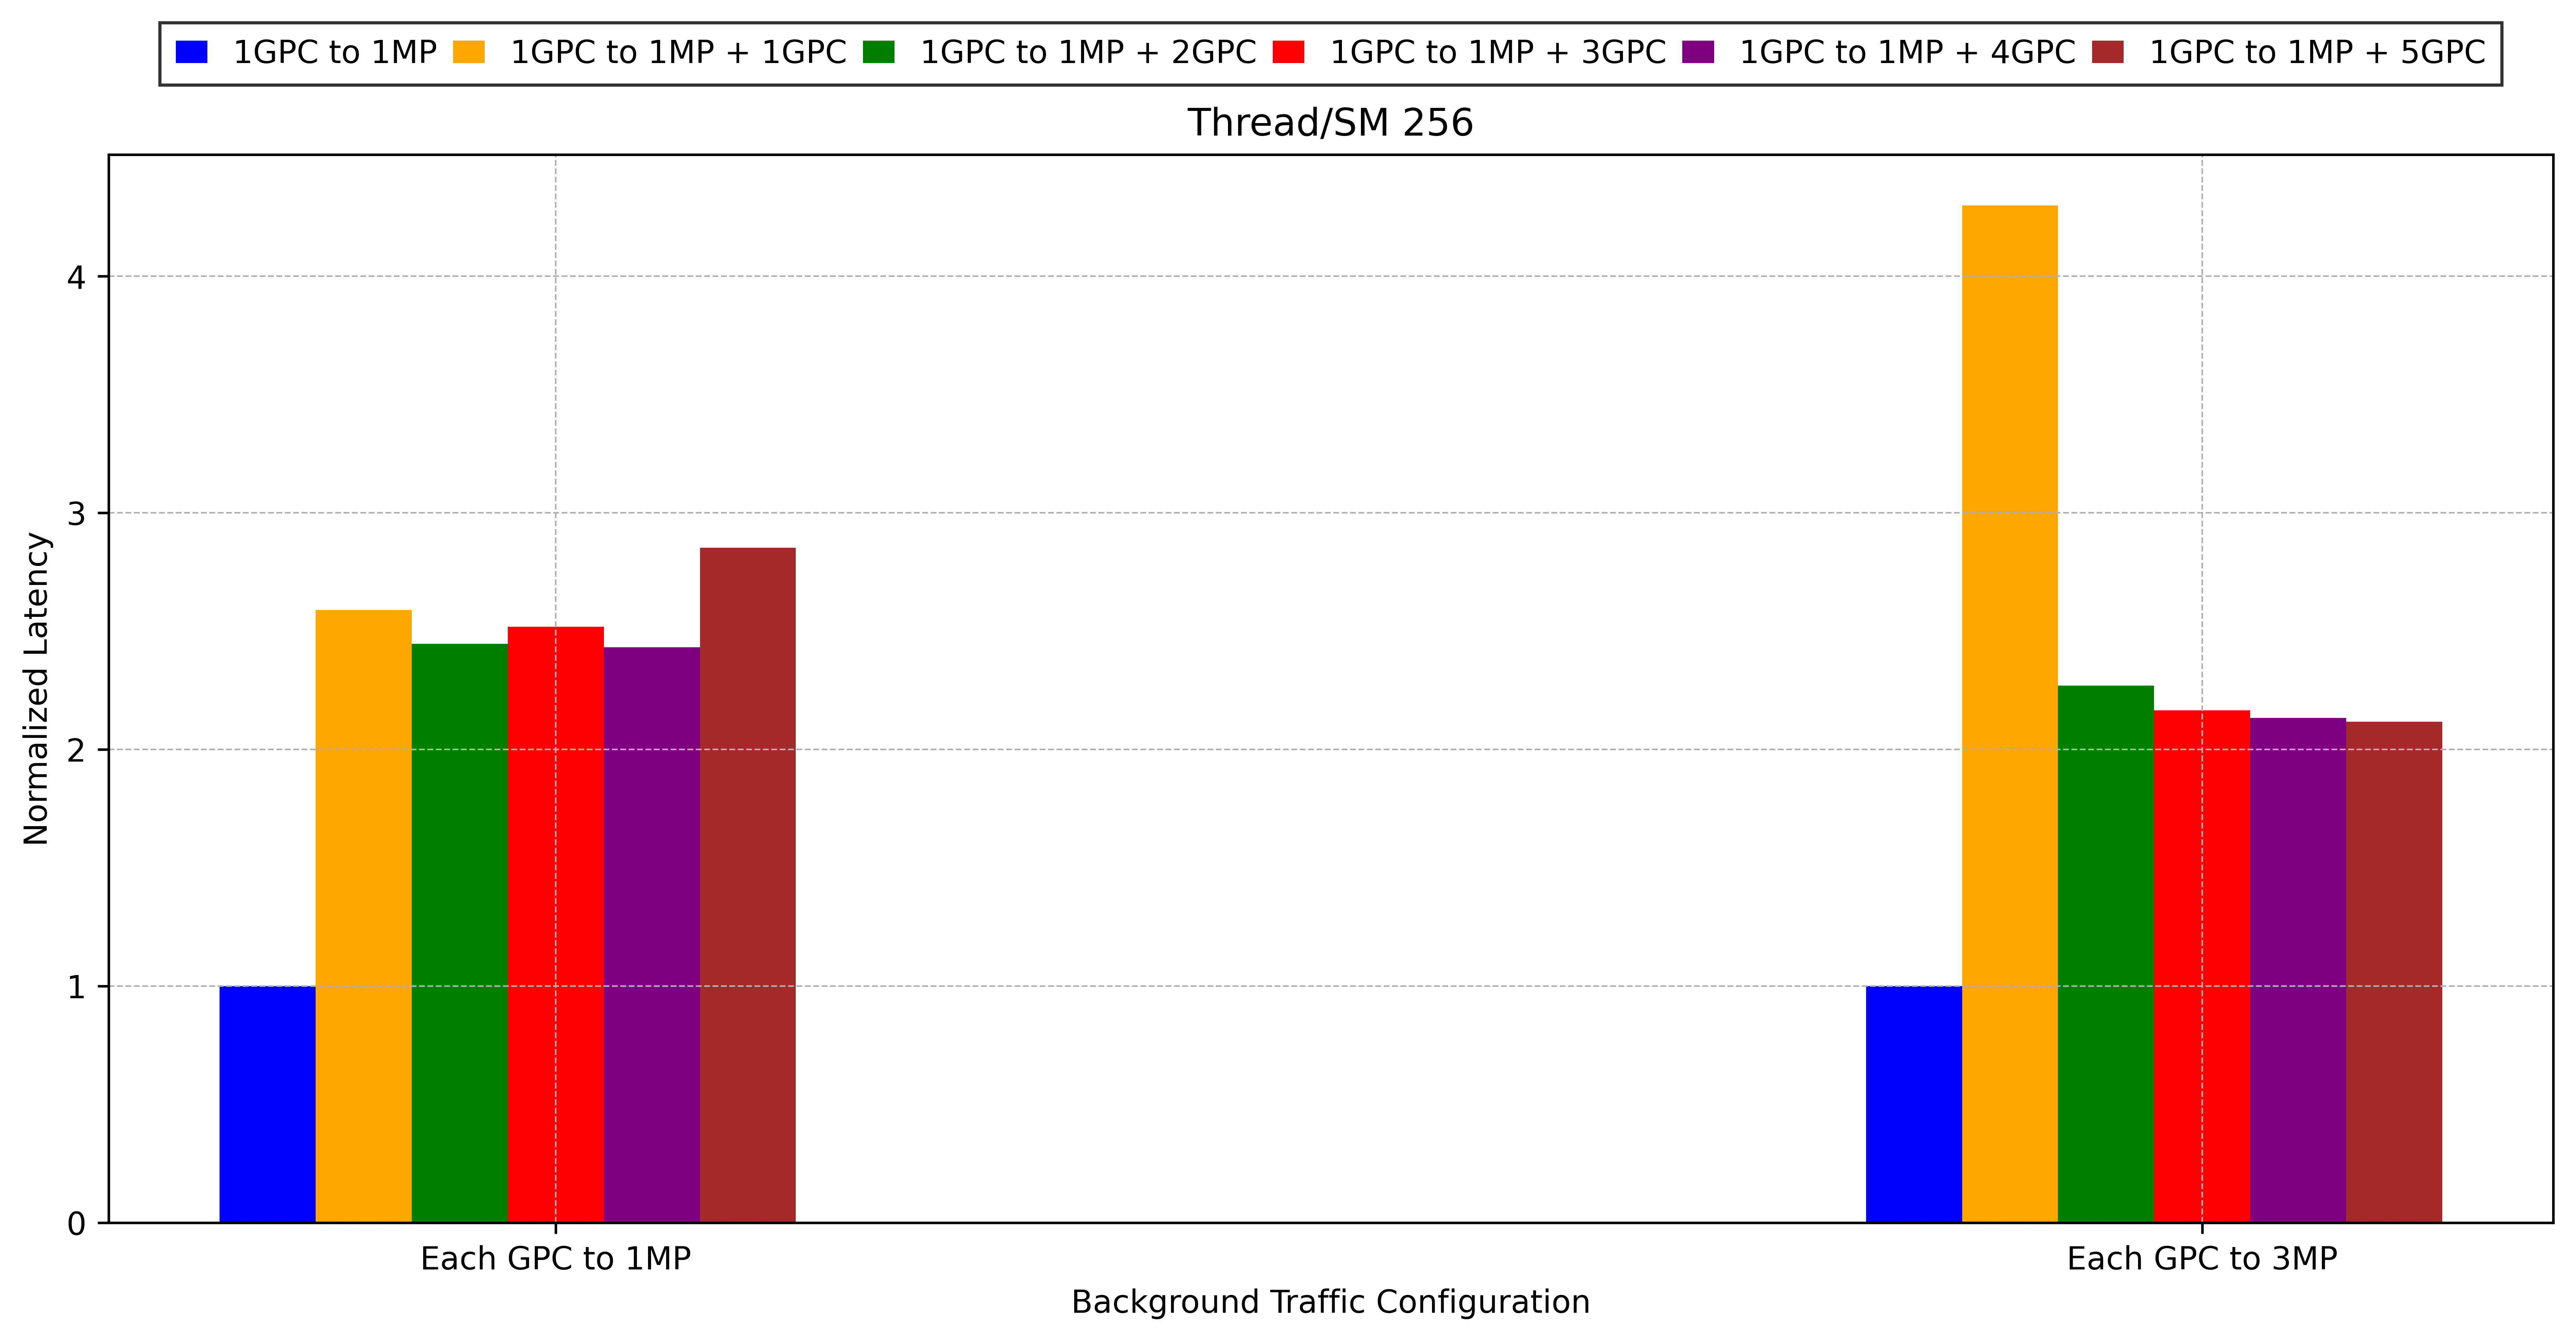 1GPC to 1MP 1GPC to 1MP + 1GPC 1GPC to 1MP + 2GPC 1GPC to 1MP + 3GPC 1GPC to 1MP + 4GPC 1GPC to 1MP + 5GPC
Thread/SM 256
Normalized Latency
4
3
2
1
0
Each GPC to 1MP Each GPC to 3MP
Background Traffic Configuration